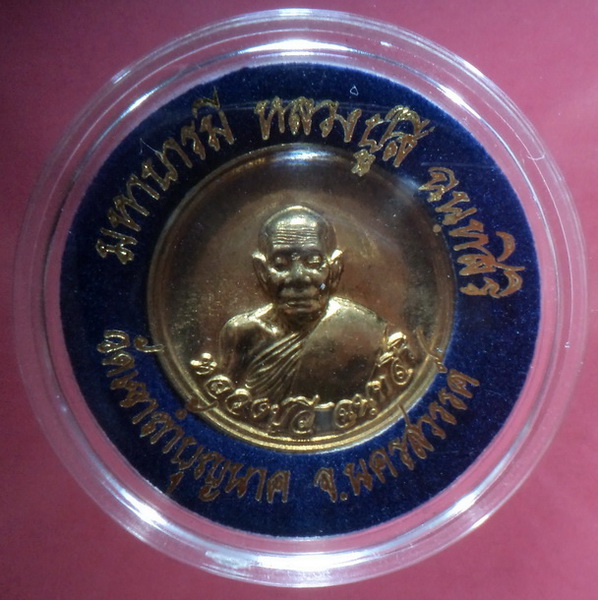 มหาบารมี หลวงปู่สี ฉนฺทสิริ
วัดเขาถ้ำบุญนาค จ.นครสวรรค์
หลวงปู่สี ฉนฺทสิริ